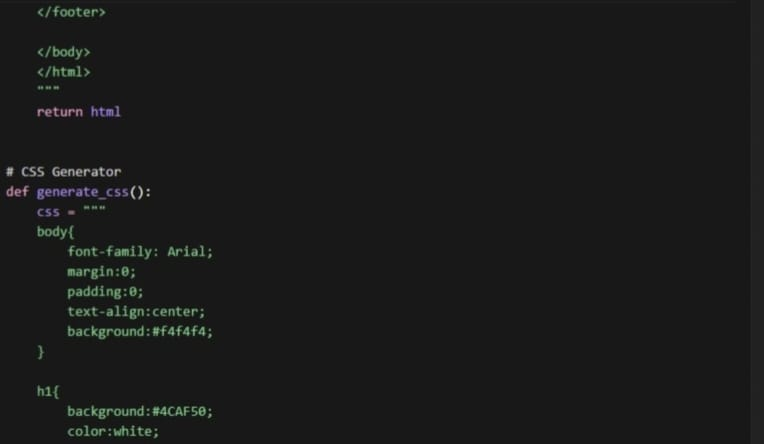 </footer>
</body>
</html>
"""
return html
# CSS Generator
def generate_css():
css = """
body{
font-family: Arial;
margin:0;
padding:0;
text-align:center;
background:#f4f4f4;
}
h1{
background:#4CAF50;
color:white;